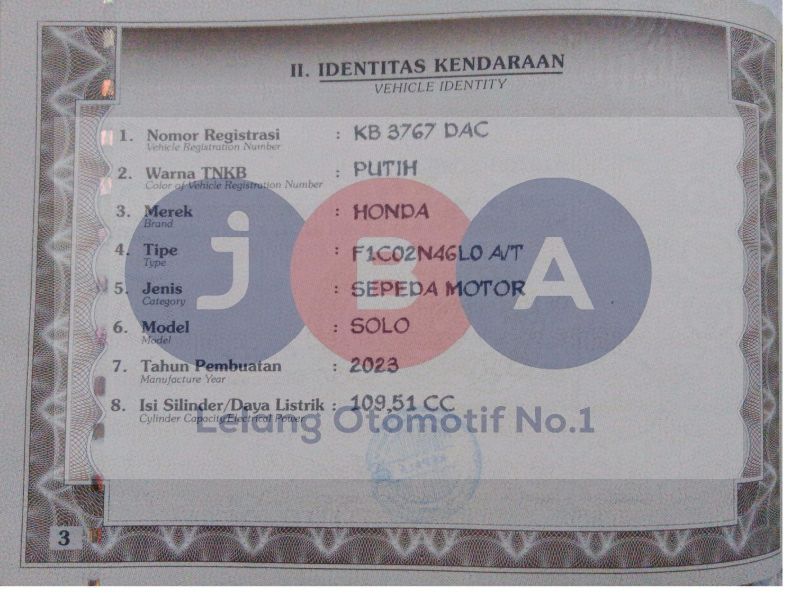 II. IDENTITAS KENDARAAN
VEHICLE IDENTITY
1. Nomor Registrasi : KB 3767 DAC
Vehicle Registration Number
2. Warna TNKB : PUTIH
Color of Vehicle Registration Number
3. Merek : HONDA
Brand
4. Tipe : F1C02N46L0 A/T
Type
5. Jenis : SEPEDA MOTOR
Category
6. Model : SOLO
Model
7. Tahun Pembuatan : 2023
Manufacture Year
8. Isi Silinder/Daya Listrik : 109,51 CC
Cylinder Capacity/Electrical Power
jBA
Lelang Otomotif No.1
3